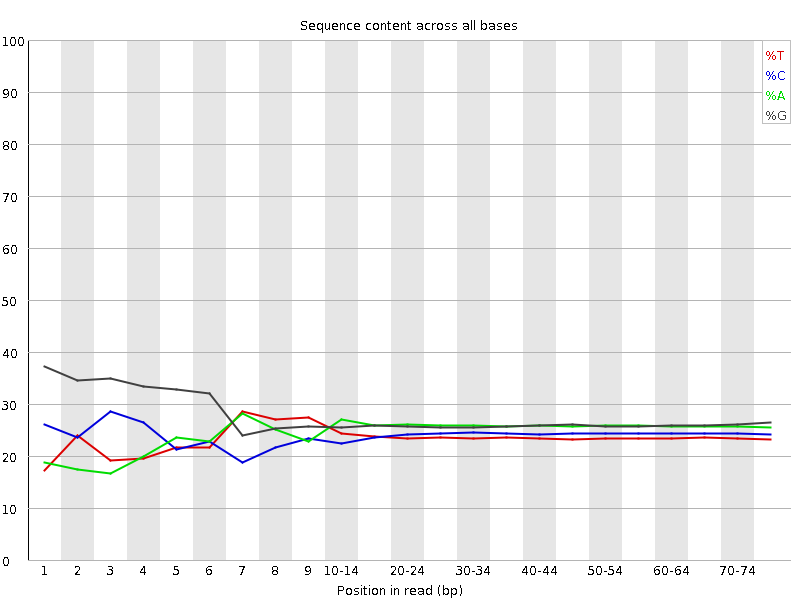 Sequence content across all bases
100
90
80
70
60
50
40
30
20
10
0
%T
%C
%A
%G
1 2 3 4 5 6 7 8 9 10-14 20-24 30-34 40-44 50-54 60-64 70-74
Position in read (bp)